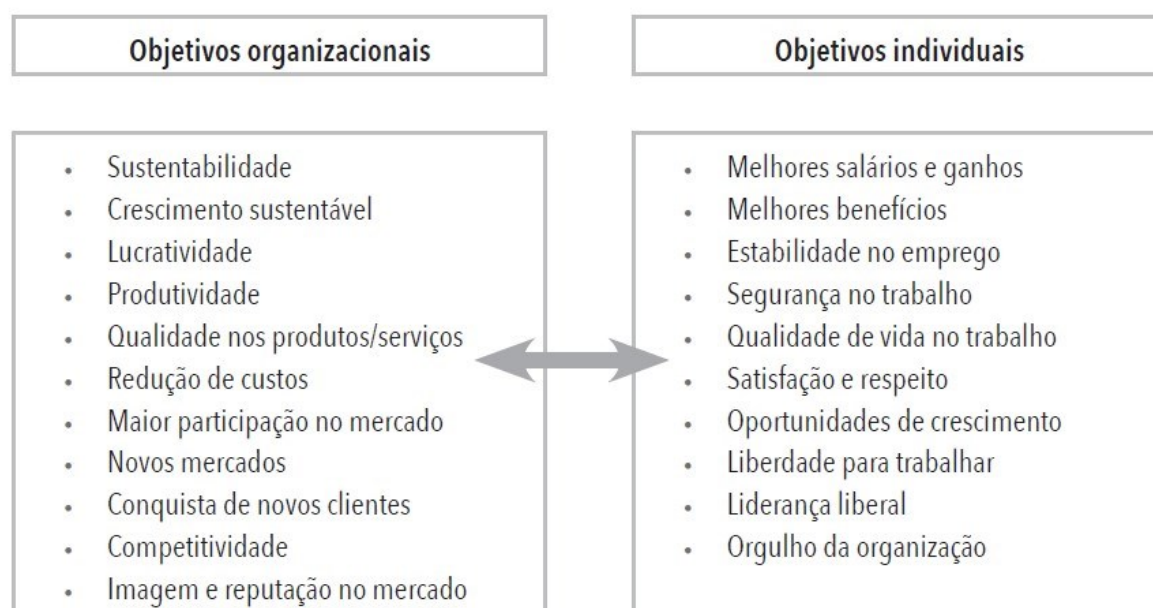 Objetivos organizacionais
Objetivos individuais
• Sustentabilidade
• Crescimento sustentável
• Lucratividade
• Produtividade
• Qualidade nos produtos/serviços
• Redução de custos
• Maior participação no mercado
• Novos mercados
• Conquista de novos clientes
• Competitividade
• Imagem e reputação no mercado
• Melhores salários e ganhos
• Melhores benefícios
• Estabilidade no emprego
• Segurança no trabalho
• Qualidade de vida no trabalho
• Satisfação e respeito
• Oportunidades de crescimento
• Liberdade para trabalhar
• Liderança liberal
• Orgulho da organização